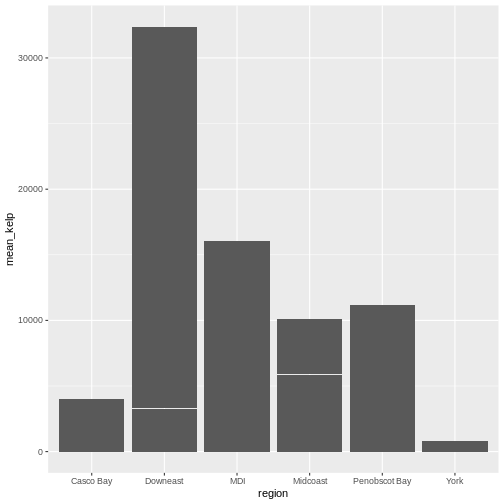 30000
20000
10000
0
mean_kelp
Casco Bay
Downeast
MDI
Midcoast
Penobscot Bay
York
region